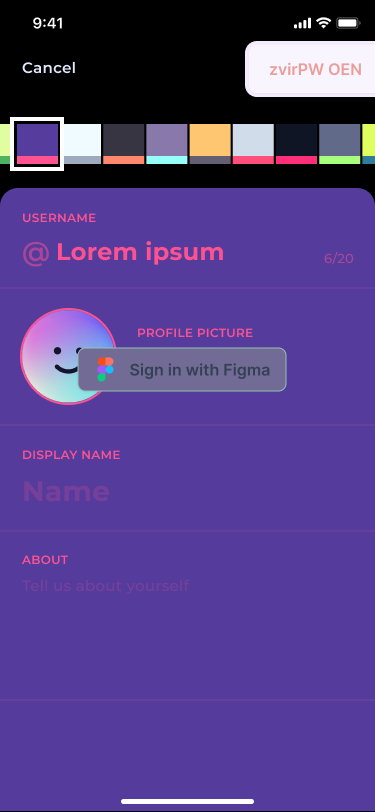 9:41
Cancel
zvirPW OEN
USERNAME
@ Lorem ipsum
6/20
PROFILE PICTURE
Sign in with Figma
DISPLAY NAME
Name
ABOUT
Tell us about yourself